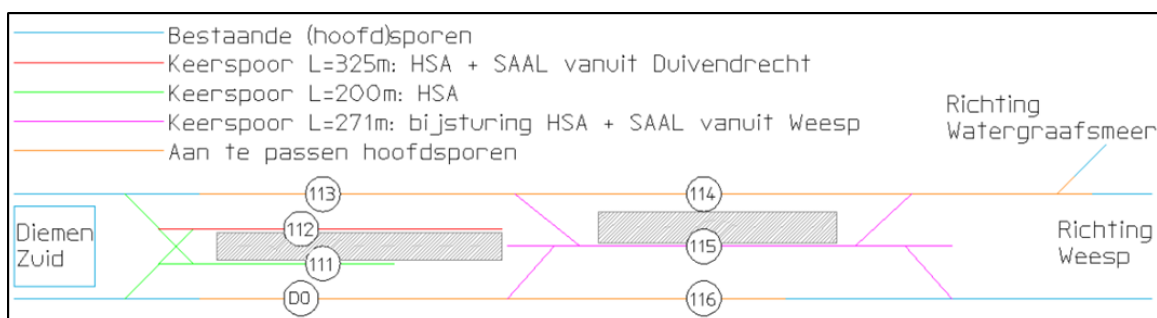 Bestaande (hoofd)sporen
Keerspoor L=325m: HSA + SAAL vanuit Duivendrecht
Keerspoor L=200m: HSA
Keerspoor L=271m: bijsturing HSA + SAAL vanuit Weesp
Aan te passen hoofdsporen
Richting
Watergraafsmeer
113
114
Diemen
Zuid
112
111
115
Richting
Weesp
DO
116